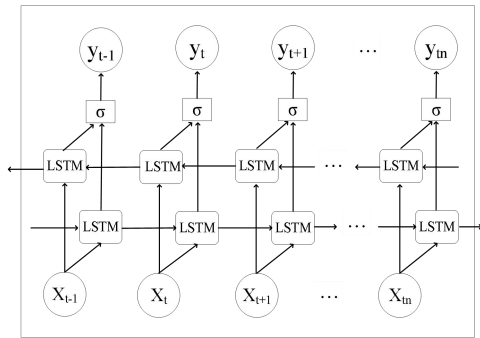 y_{t-1} y_t y_{t+1} ... y_{tn}
σ σ σ σ
LSTM LSTM LSTM ... LSTM
LSTM LSTM LSTM ... LSTM
X_{t-1} X_t X_{t+1} ... X_{tn}